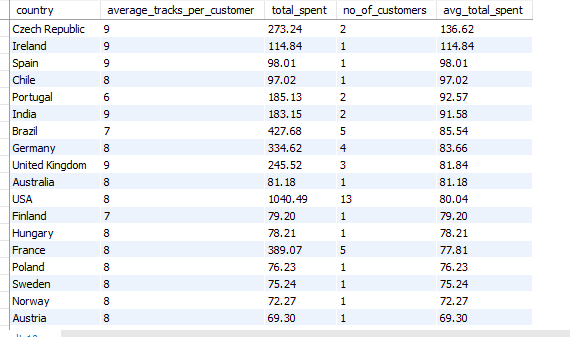 country average_tracks_per_customer total_spent no_of_customers avg_total_spent
Czech Republic 9 273.24 2 136.62
Ireland 9 114.84 1 114.84
Spain 9 98.01 1 98.01
Chile 8 97.02 1 97.02
Portugal 6 185.13 2 92.57
India 9 183.15 2 91.58
Brazil 7 427.68 5 85.54
Germany 8 334.62 4 83.66
United Kingdom 9 245.52 3 81.84
Australia 8 81.18 1 81.18
USA 8 1040.49 13 80.04
Finland 7 79.20 1 79.20
Hungary 8 78.21 1 78.21
France 8 389.07 5 77.81
Poland 8 76.23 1 76.23
Sweden 8 75.24 1 75.24
Norway 8 72.27 1 72.27
Austria 8 69.30 1 69.30